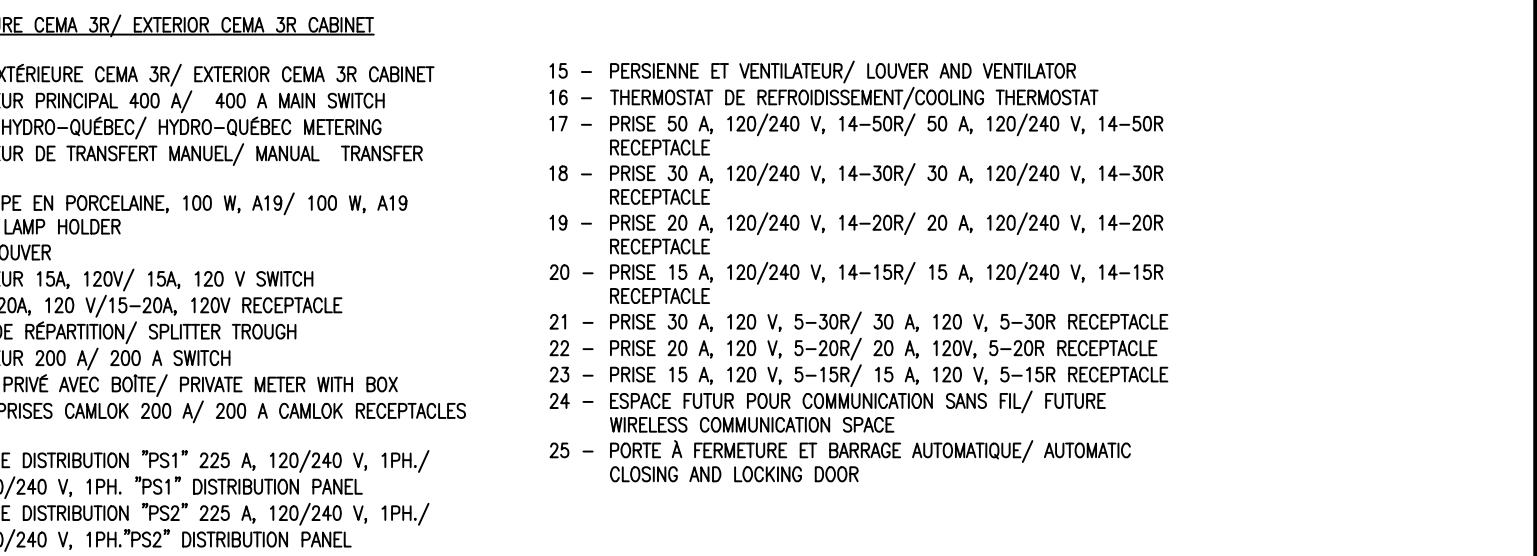 URE CEMA 3R/ EXTERIOR CEMA 3R CABINET
XTÉRIEURE CEMA 3R/ EXTERIOR CEMA 3R CABINET
UR PRINCIPAL 400 A/ 400 A MAIN SWITCH
HYDRO-QUÉBEC/ HYDRO-QUÉBEC METERING
UR DE TRANSFERT MANUEL/ MANUAL TRANSFER
PE EN PORCELAINE, 100 W, A19/ 100 W, A19
LAMP HOLDER
OUVER
UR 15A, 120V/ 15A, 120 V SWITCH
20A, 120 V/15-20A, 120V RECEPTACLE
DE RÉPARTITION/ SPLITTER TROUGH
UR 200 A/ 200 A SWITCH
PRIVÉ AVEC BOÎTE/ PRIVATE METER WITH BOX
PRISES CAMLOK 200 A/ 200 A CAMLOK RECEPTACLES
E DISTRIBUTION "PS1" 225 A, 120/240 V, 1PH./
0/240 V, 1PH. "PS1" DISTRIBUTION PANEL
E DISTRIBUTION "PS2" 225 A, 120/240 V, 1PH./
0/240 V, 1PH."PS2" DISTRIBUTION PANEL
15 - PERSIENNE ET VENTILATEUR/ LOUVER AND VENTILATOR
16 - THERMOSTAT DE REFROIDISSEMENT/COOLING THERMOSTAT
17 - PRISE 50 A, 120/240 V, 14-50R/ 50 A, 120/240 V, 14-50R
RECEPTACLE
18 - PRISE 30 A, 120/240 V, 14-30R/ 30 A, 120/240 V, 14-30R
RECEPTACLE
19 - PRISE 20 A, 120/240 V, 14-20R/ 20 A, 120/240 V, 14-20R
RECEPTACLE
20 - PRISE 15 A, 120/240 V, 14-15R/ 15 A, 120/240 V, 14-15R
RECEPTACLE
21 - PRISE 30 A, 120 V, 5-30R/ 30 A, 120 V, 5-30R RECEPTACLE
22 - PRISE 20 A, 120 V, 5-20R/ 20 A, 120V, 5-20R RECEPTACLE
23 - PRISE 15 A, 120 V, 5-15R/ 15 A, 120 V, 5-15R RECEPTACLE
24 - ESPACE FUTUR POUR COMMUNICATION SANS FIL/ FUTURE
WIRELESS COMMUNICATION SPACE
25 - PORTE À FERMETURE ET BARRAGE AUTOMATIQUE/ AUTOMATIC
CLOSING AND LOCKING DOOR